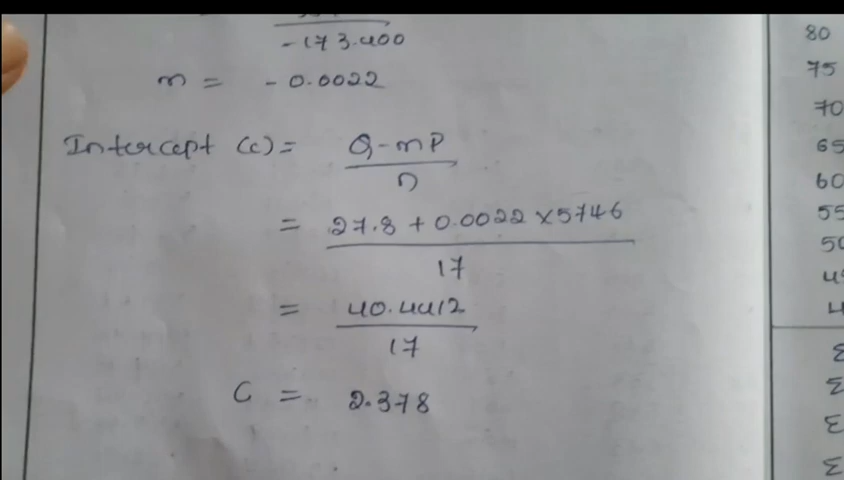 -173.400
m = - 0.0022
Intercept (c) = Q-mP
n
= 27.8 + 0.0022 x 5746
17
= 40.4412
17
C = 2.378
80
75
70
65
60
55
50
Σ
Σ
Σ
Σ